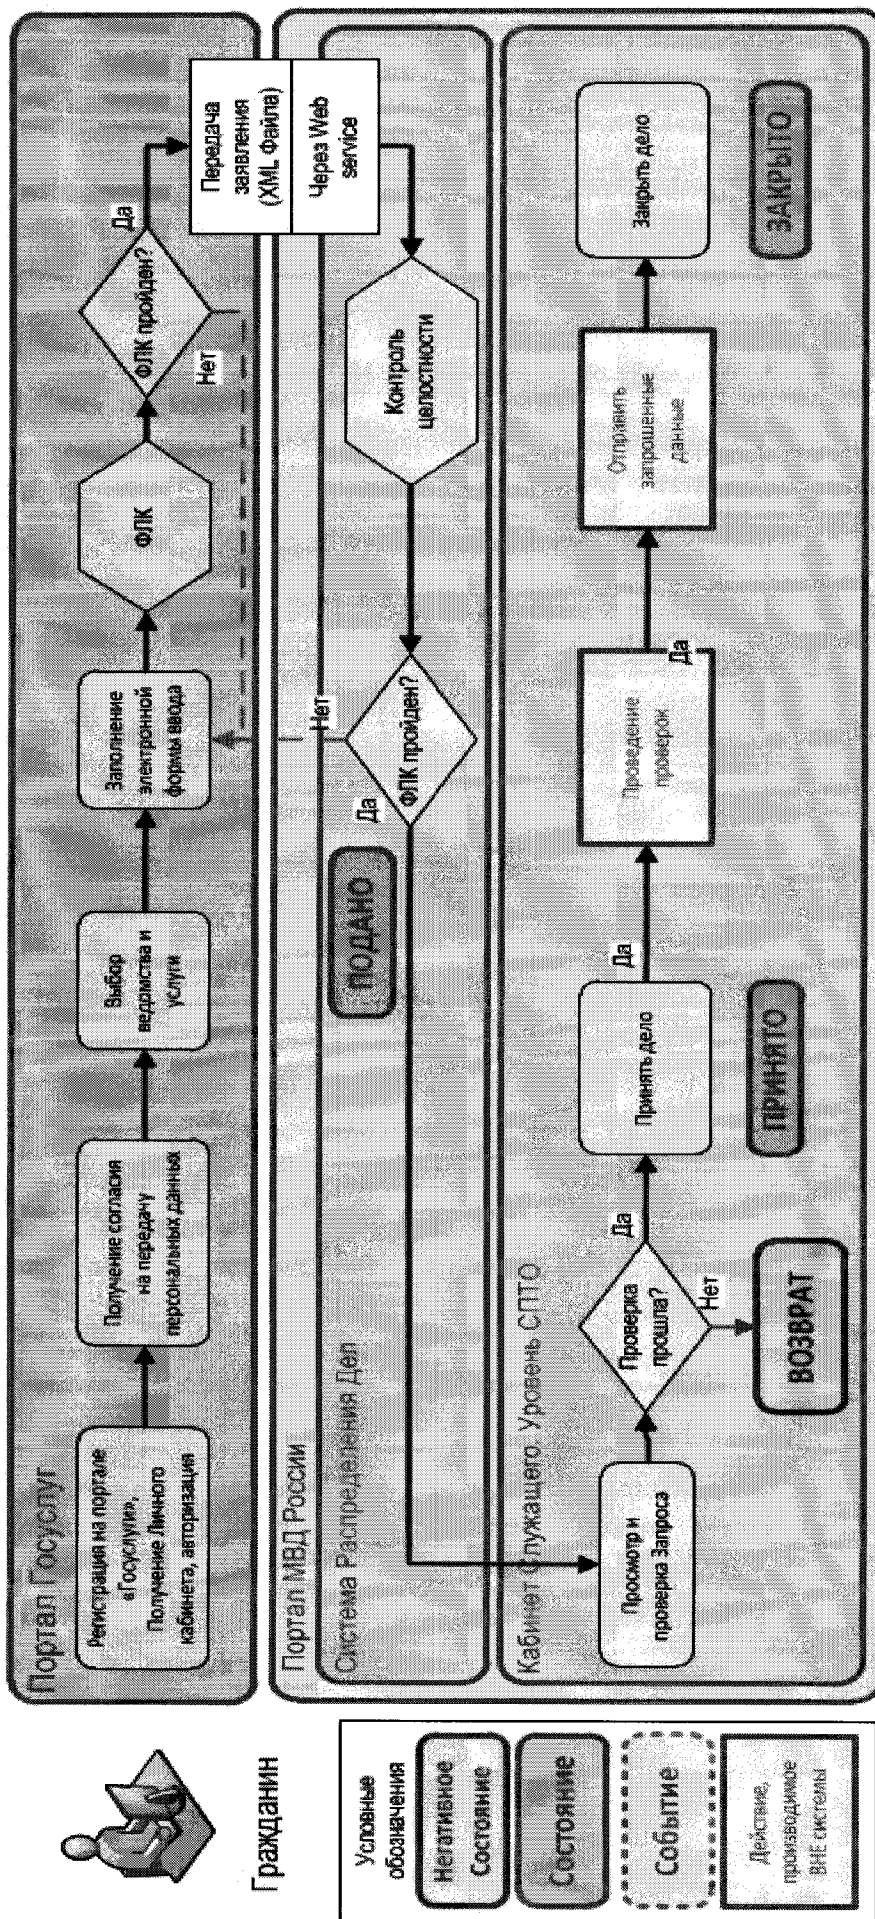 Портал Госуслуг
Регистрация на портале
«Госуслуги»,
Получение Личного
кабинета, авторизация
Получение согласия
на передачу
персональных данных
Выбор
ведомства и
услуги
Заполнение
электронной
формы ввода
ФЛК
ФЛК пройден?
Да
Нет
Передача
заявления
(XML Файла)
Через Web
service
Портал МВД России
Система Распределения Дел
Контроль
целостности
ФЛК пройден?
Нет
Да
ПОДАНО
Кабинет Служащего. Уровень СПТО
Просмотр и
проверка Запроса
Проверка
прошла?
Да
Нет
ВОЗВРАТ
Принять дело
ПРИНЯТО
Да
Проведение
проверок
Да
Отправить
запрошенные
данные
Закрыть дело
ЗАКРЫТО
Гражданин
Условные
обозначения
Негативное
Состояние
Состояние
Событие
Действие,
производимое
ВНЕ системы